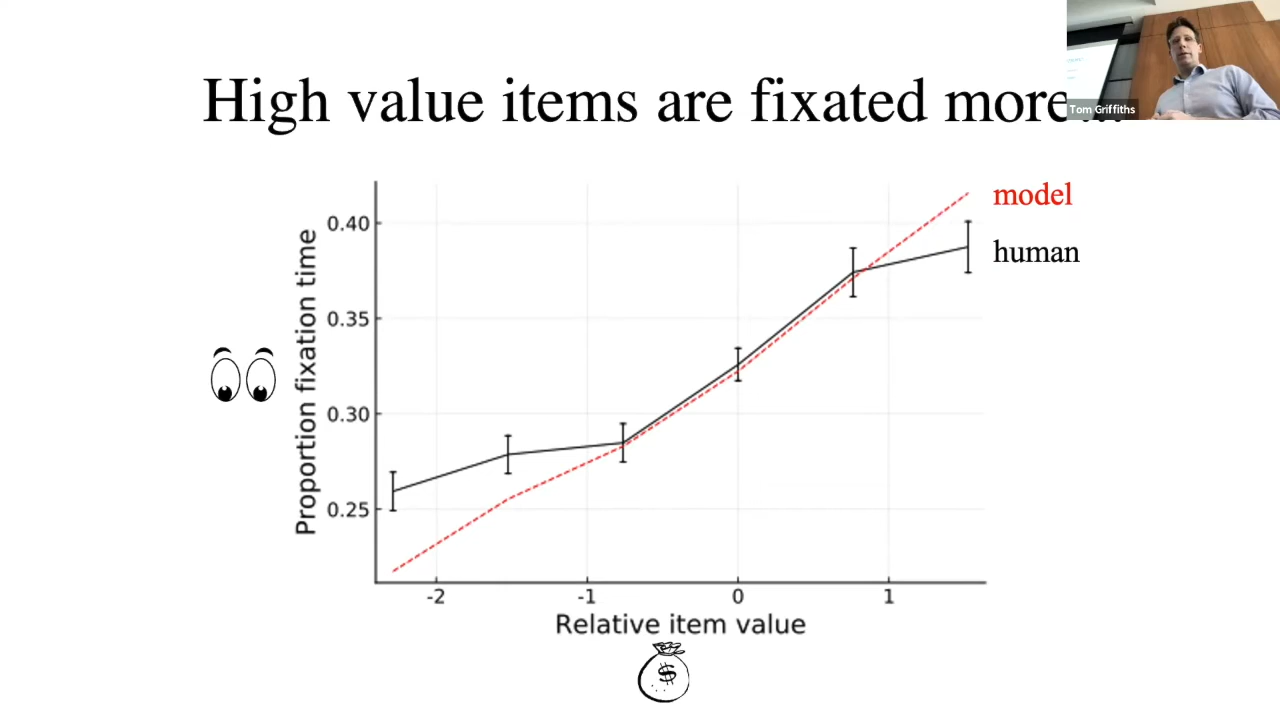 High value items are fixated more...
Tom Griffiths
model
human
Proportion fixation time
0.40
0.35
0.30
0.25
-2 -1 0 1
Relative item value
$